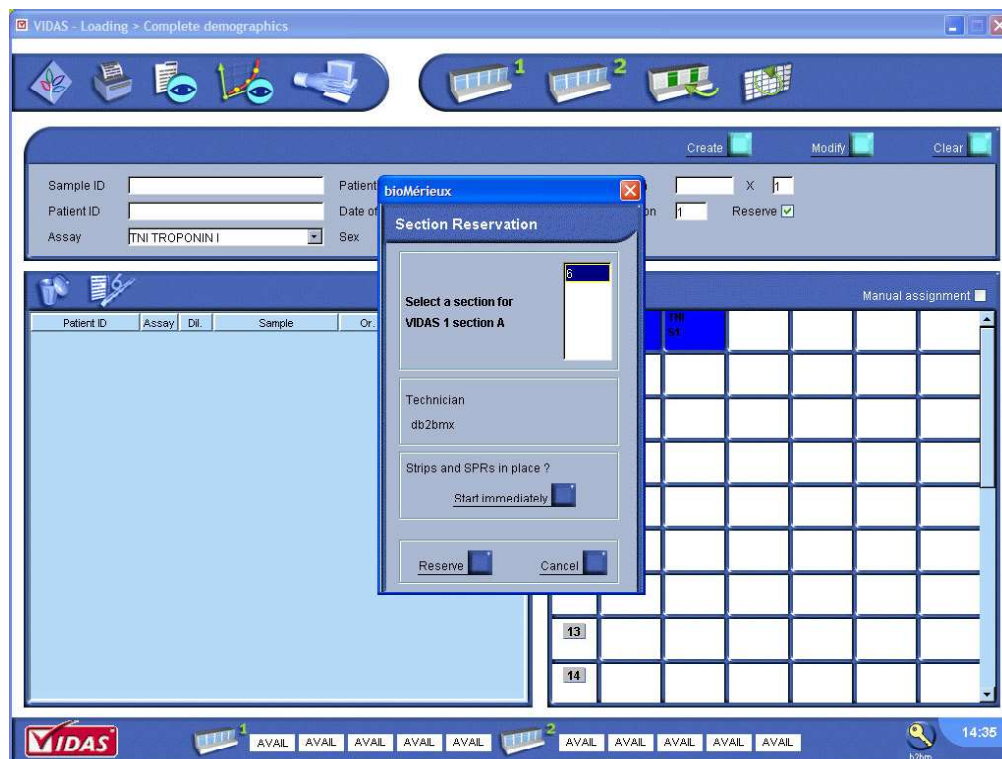 VIDAS - Loading > Complete demographics
1
2
Create
Modify
Clear
Sample ID
Patient
X 1
Patient ID
Date of
1
Reserve
Assay
TNI TROPONIN I
Sex
bioMérieux
Section Reservation
Select a section for
VIDAS 1 section A
6
Technician
db2bmx
Strips and SPRs in place ?
Start immediately
Reserve
Cancel
Manual assignment
Patient ID
Assay
Dil.
Sample
Or.
TNI
S1
13
14
VIDAS
1
AVAIL
AVAIL
AVAIL
AVAIL
AVAIL
2
AVAIL
AVAIL
AVAIL
AVAIL
AVAIL
14:35